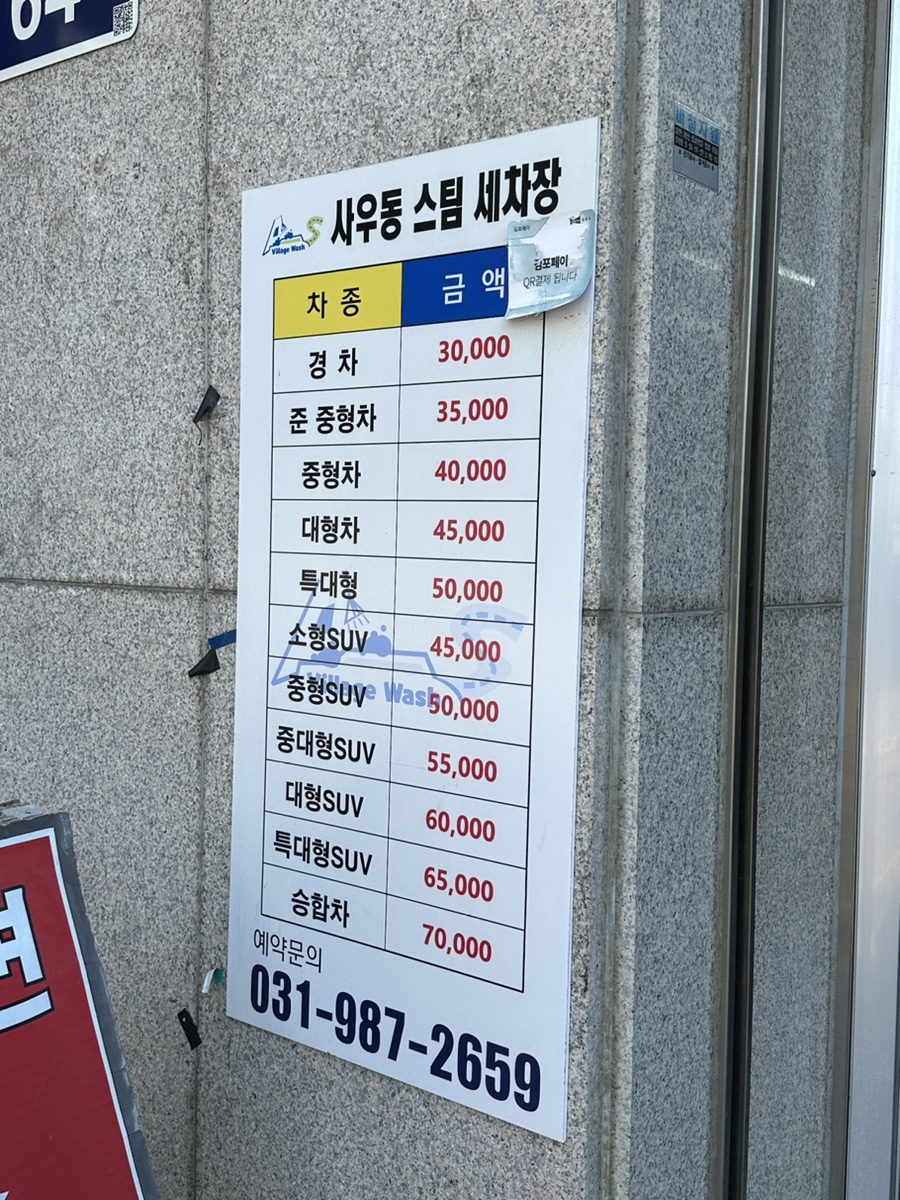 64
사우동 스팀 세차장
Village Wash
김포페이
QR결제 됩니다
차 종 금 액
경 차 30,000
준 중형차 35,000
중형차 40,000
대형차 45,000
특대형 50,000
소형SUV 45,000
중형SUV 50,000
중대형SUV 55,000
대형SUV 60,000
특대형SUV 65,000
승합차 70,000
Village Wash
예약문의
031-987-2659